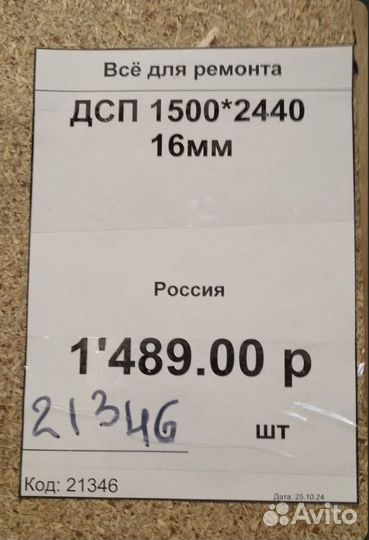 Всё для ремонта
ДСП 1500*2440
16мм
Россия
1'489.00 р
21346
шт
Код: 21346
Дата: 25.10.24
Avito